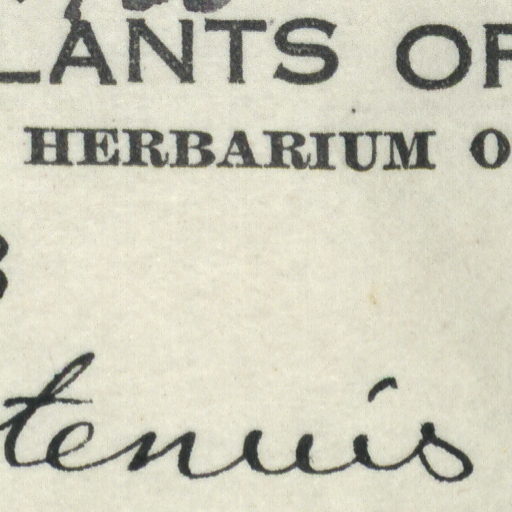 LANTS OF
HERBARIUM O
tenuis